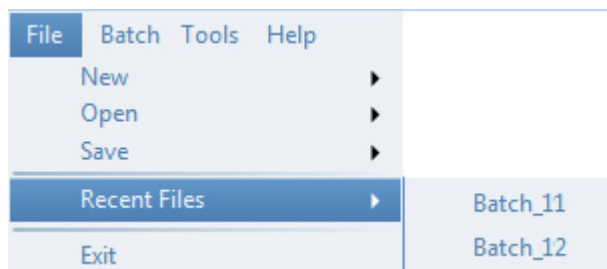 File Batch Tools Help
New
Open
Save
Recent Files Batch_11
Exit Batch_12